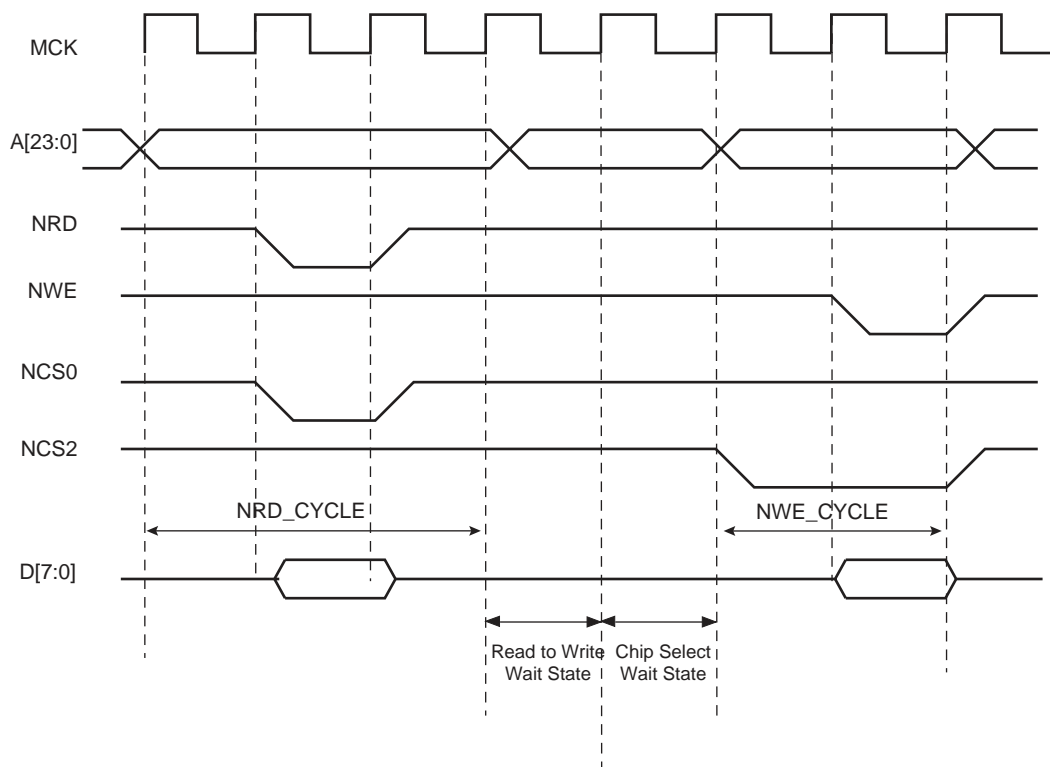 MCK
A[23:0]
NRD
NWE
NCS0
NCS2
NRD_CYCLE
NWE_CYCLE
D[7:0]
Read to Write
Wait State
Chip Select
Wait State